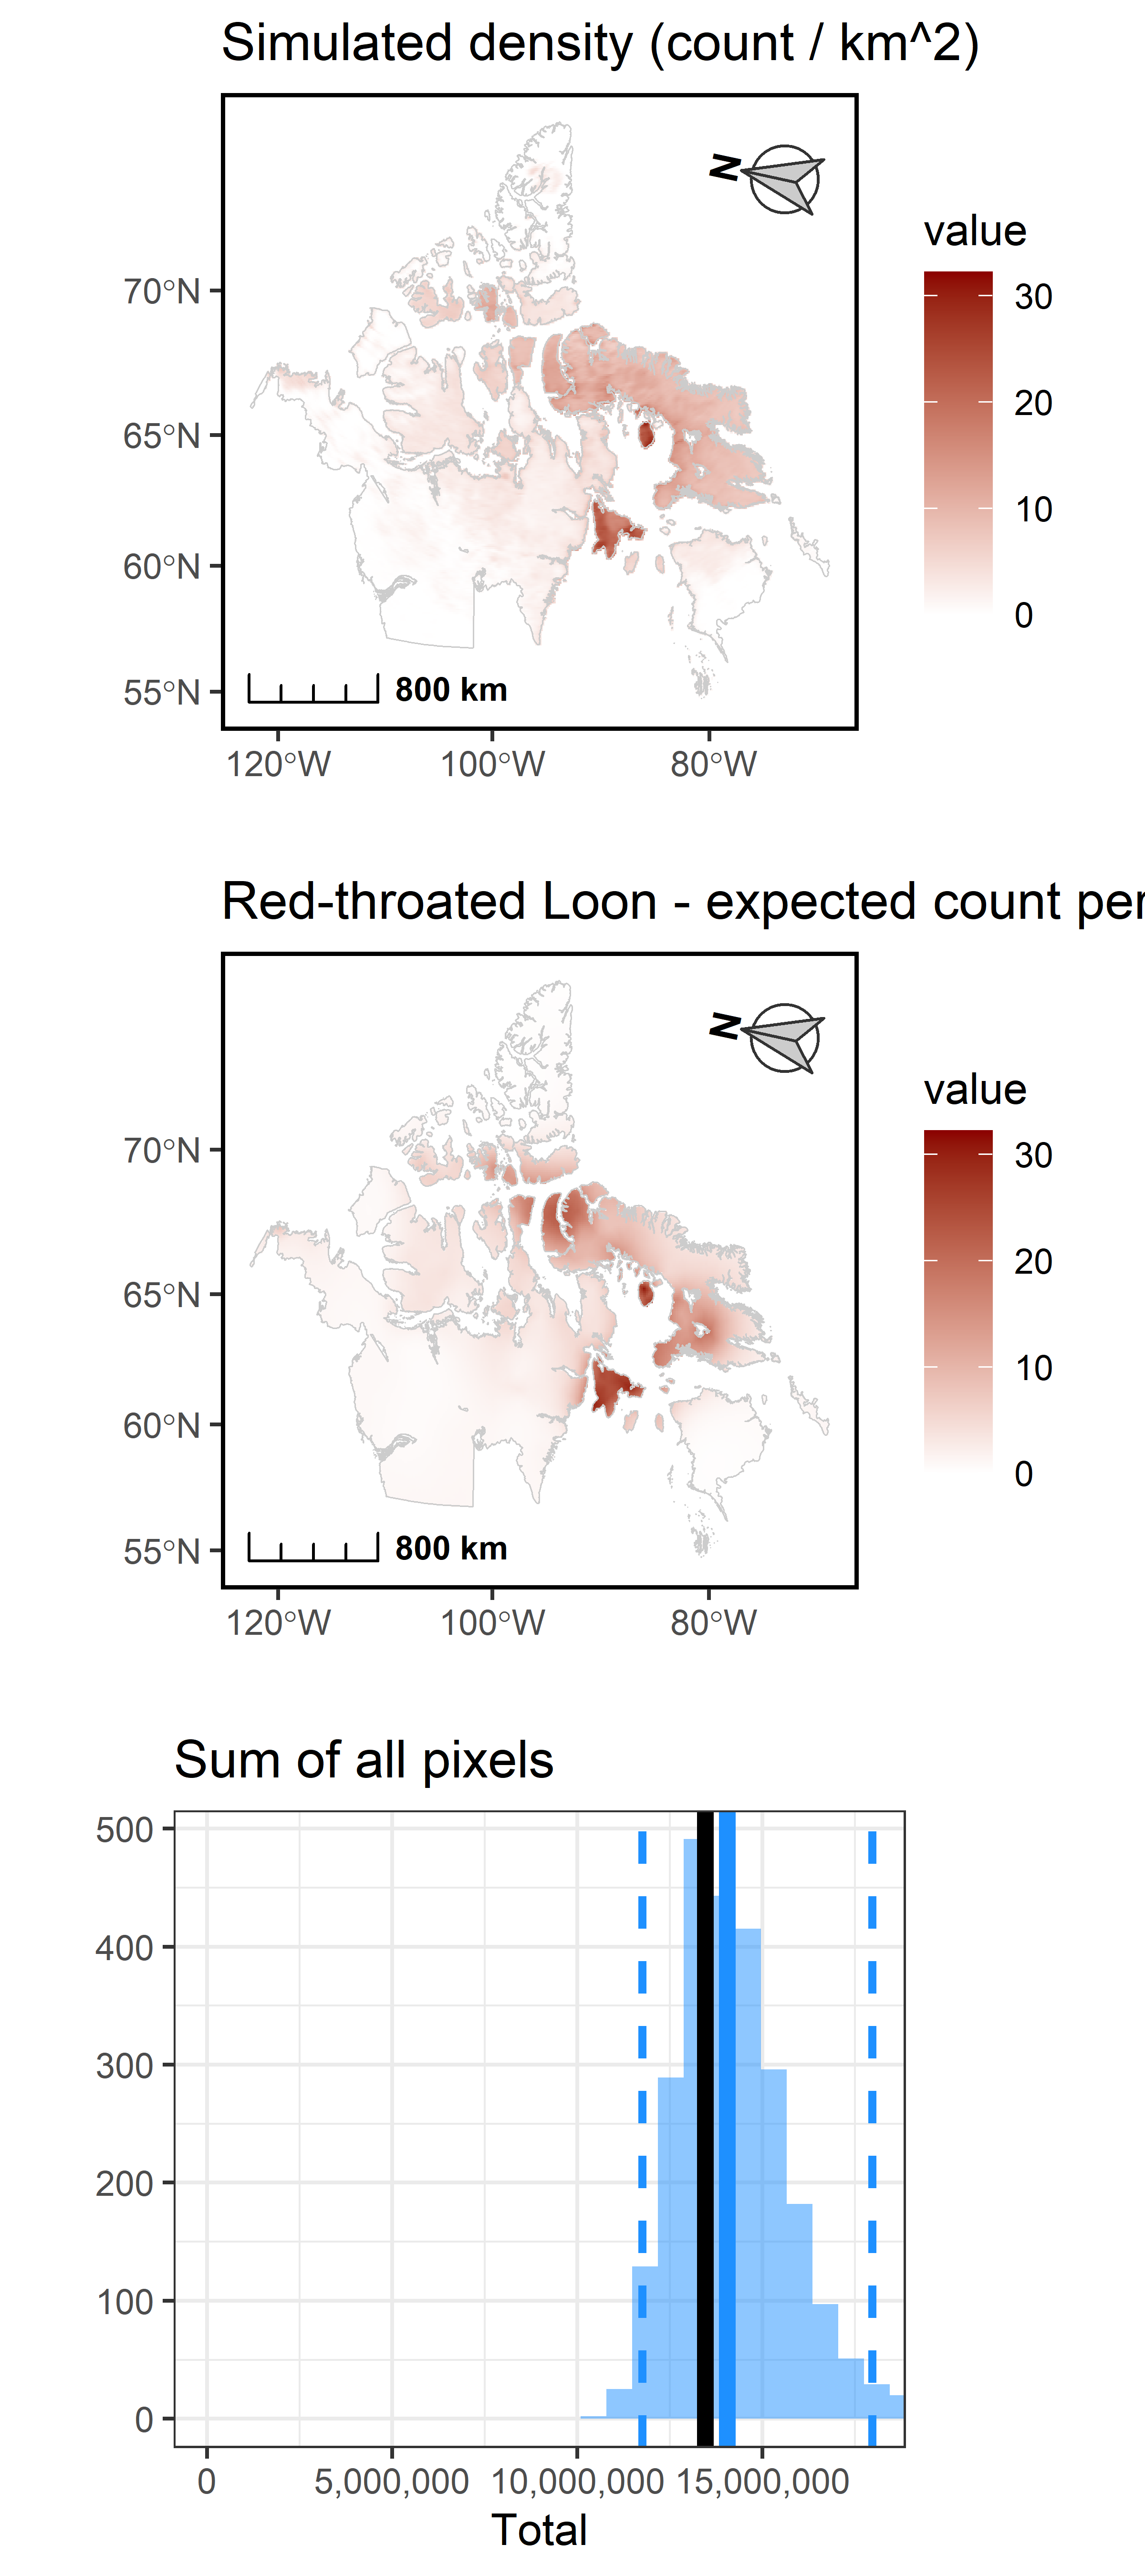 Simulated density (count / km^2)
N
70°N
65°N
60°N
55°N
800 km
120°W 100°W 80°W
value
30
20
10
0
Red-throated Loon - expected count per
N
70°N
65°N
60°N
55°N
800 km
120°W 100°W 80°W
value
30
20
10
0
Sum of all pixels
500
400
300
200
100
0
0 5,000,000 10,000,000 15,000,000
Total